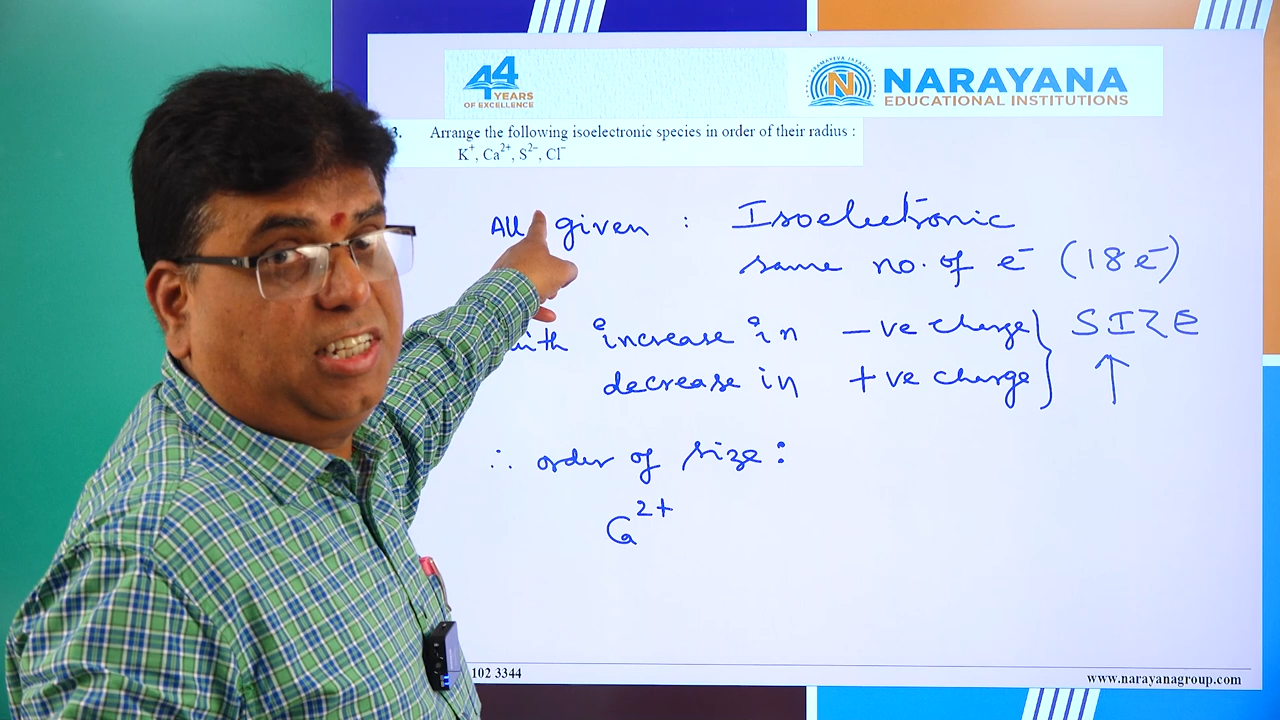 44
YEARS
OF EXCELLENCE
NARAYANA
EDUCATIONAL INSTITUTIONS
3. Arrange the following isoelectronic species in order of their radius :
K⁺, Ca²⁺, S²⁻, Cl⁻
All given : Isoelectronic
same no. of e⁻ (18 e⁻)
with increase in -ve charge } SIZE
decrease in +ve charge ↑
∴ order of size :
Ca²⁺
102 3344
www.narayanagroup.com